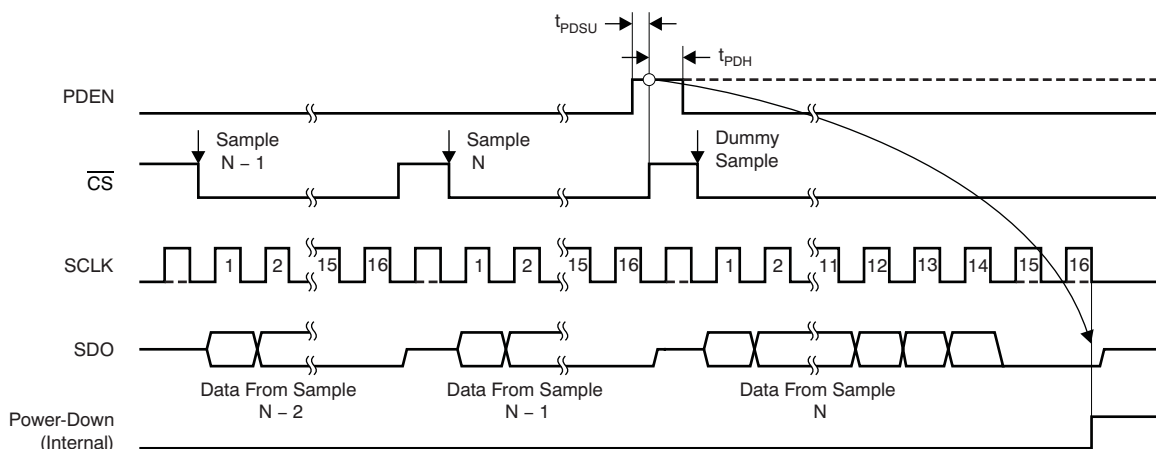 t_PDSU
t_PDH
PDEN
Sample
N − 1
Sample
N
Dummy
Sample
CS
SCLK
1 2 15 16 1 2 15 16 1 2 11 12 13 14 15 16
SDO
Data From Sample
N − 2
Data From Sample
N − 1
Data From Sample
N
Power-Down
(Internal)